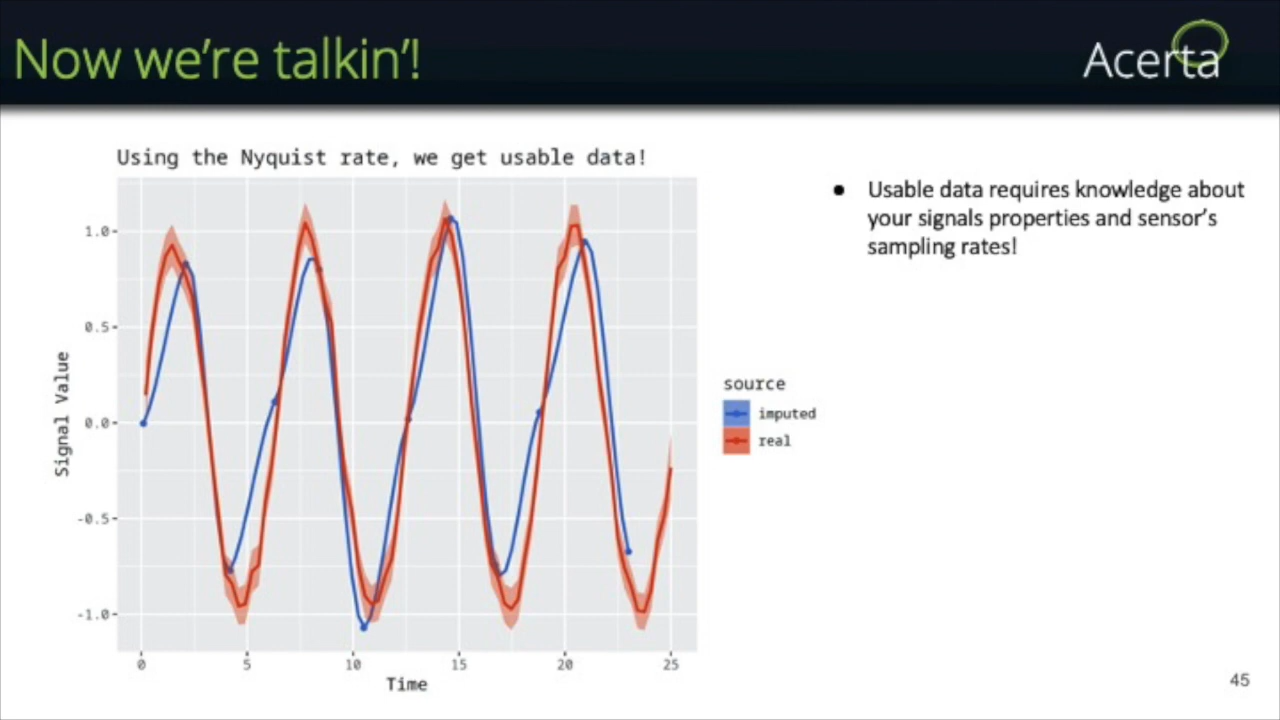 Now we're talkin'!
Acerta
Using the Nyquist rate, we get usable data!
● Usable data requires knowledge about
your signals properties and sensor's
sampling rates!
Signal Value
1.0
0.5
0.0
-0.5
-1.0
0 5 10 15 20 25
Time
source
imputed
real
45